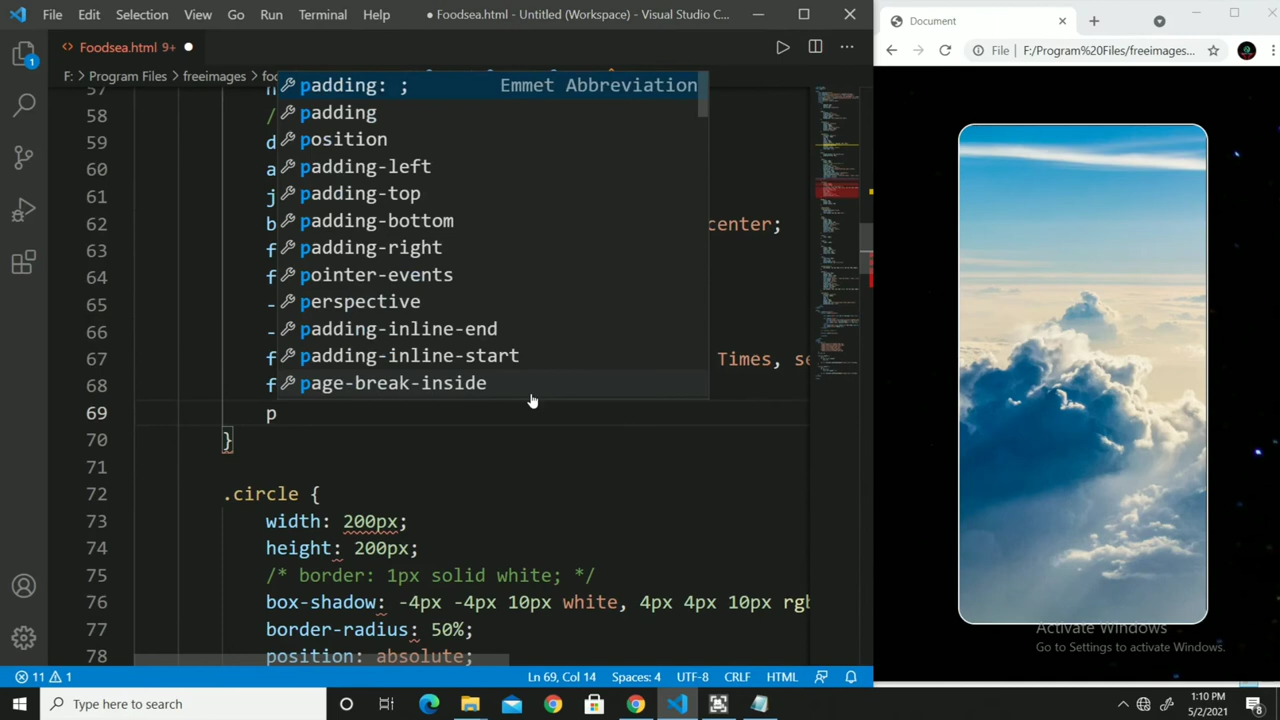 File Edit Selection View Go Run Terminal Help ● Foodsea.html - Untitled (Workspace) - Visual Studio C...
Foodsea.html 9+
F: > Program Files > freeimages > foo
57
58 /
59 d
60 a
61 j
62 b center;
63 f
64 f
65 -
66 -
67 f Times, se
68 f
69 p
70 }
71
72 .circle {
73 width: 200px;
74 height: 200px;
75 /* border: 1px solid white; */
76 box-shadow: -4px -4px 10px white, 4px 4px 10px rgb
77 border-radius: 50%;
78 position: absolute;
padding: ; Emmet Abbreviation
padding
position
padding-left
padding-top
padding-bottom
padding-right
pointer-events
perspective
padding-inline-end
padding-inline-start
page-break-inside
1
11 1 Ln 69, Col 14 Spaces: 4 UTF-8 CRLF HTML
Document
File F:/Program%20Files/freeimages...
Activate Windows
Go to Settings to activate Windows.
Type here to search
1:10 PM
5/2/2021
8